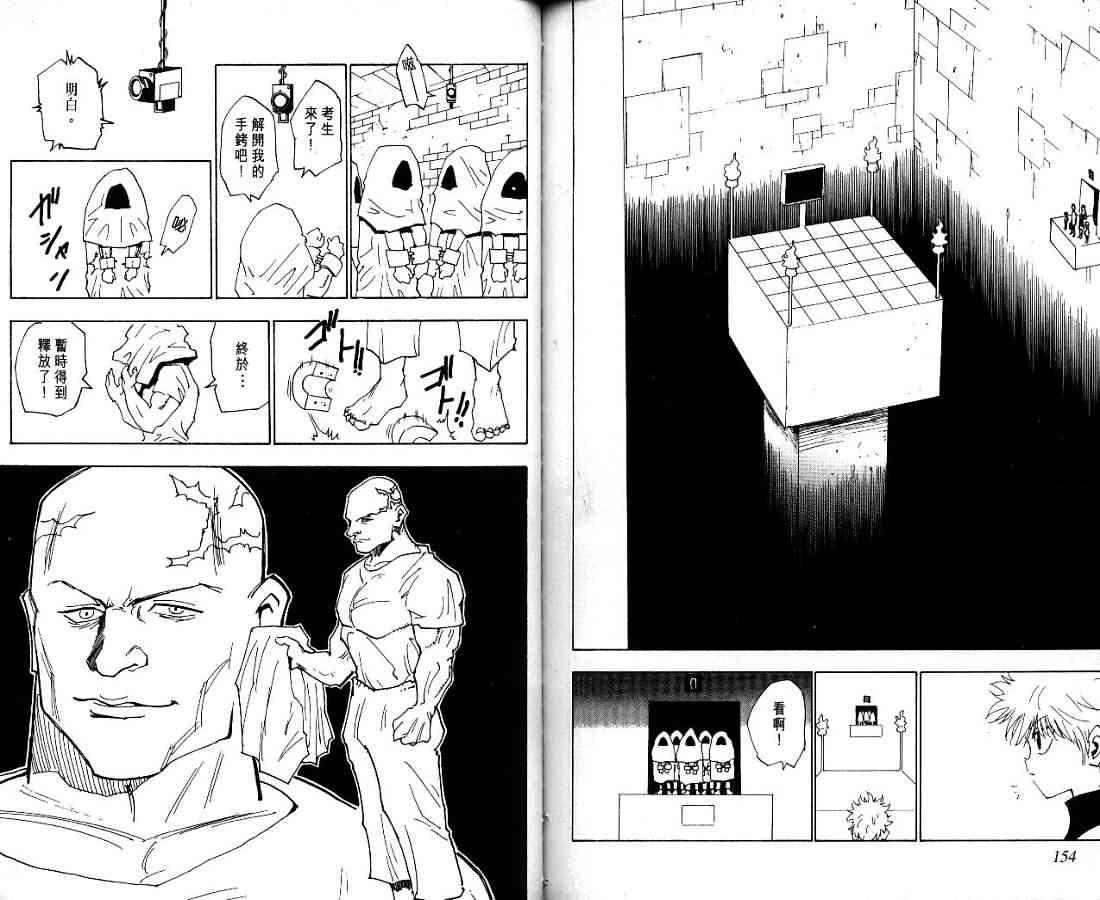 看啊！
154
嗡
考生
來了！
解開我的
手銬吧！
明白。
ガシャン
ゴト!!
ゴト!!
終於…
暫時得到
釋放了！